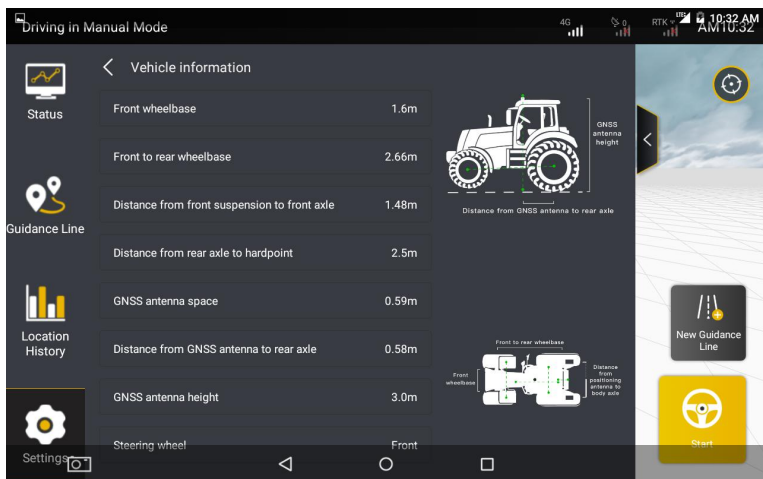 Driving in Manual Mode
4G
0
RTK
LTE
10:32 AM
AM10:32
Status
Guidance Line
Location
History
Settings
Vehicle information
Front wheelbase 1.6m
Front to rear wheelbase 2.66m
Distance from front suspension to front axle 1.48m
Distance from rear axle to hardpoint 2.5m
GNSS antenna space 0.59m
Distance from GNSS antenna to rear axle 0.58m
GNSS antenna height 3.0m
Steering wheel Front
GNSS
antenna
height
Distance from GNSS antenna to rear axle
Front to rear wheelbase
Front
wheelbase
Distance
from
positioning
antenna to
body axle
New Guidance
Line
Start